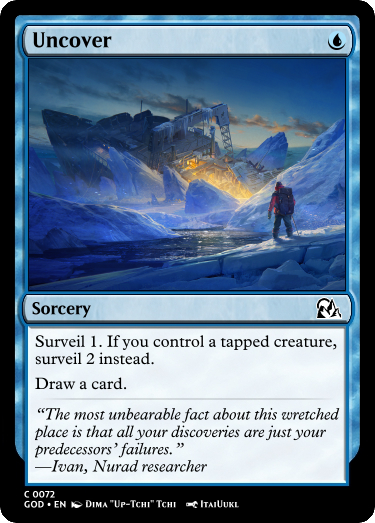 Uncover
Sorcery
Surveil 1. If you control a tapped creature,
surveil 2 instead.
Draw a card.
“The most unbearable fact about this wretched
place is that all your discoveries are just your
predecessors’ failures.”
—Ivan, Nurad researcher
C 0072
GOD • EN Dima "Up-Tchi" Tchi ItaiUukl